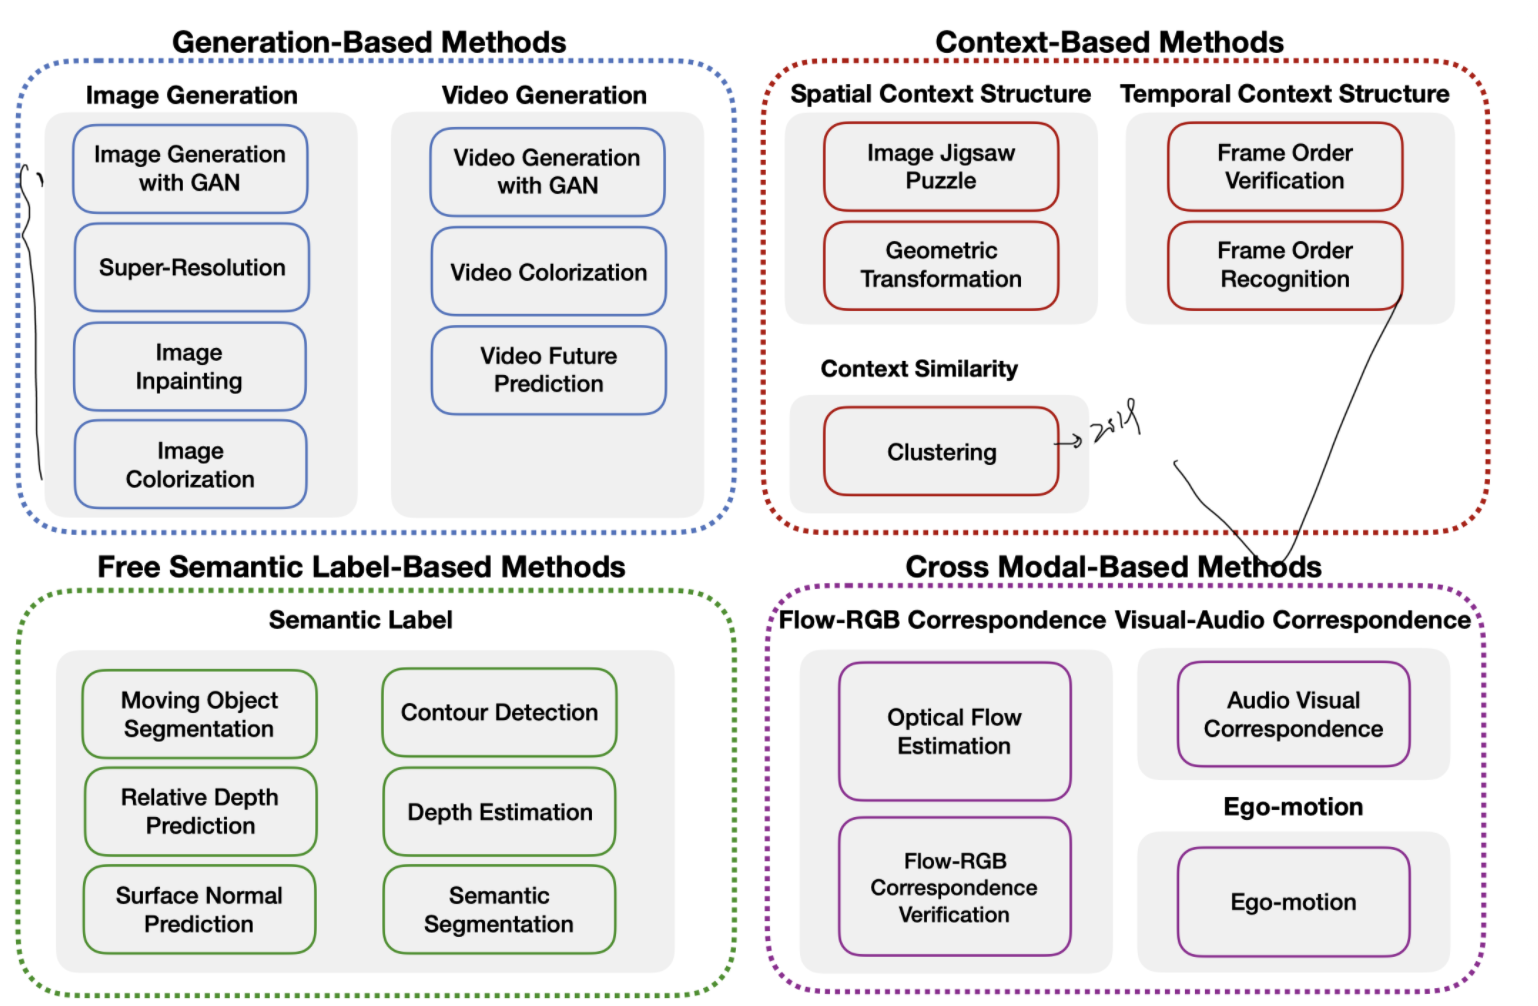 Generation-Based Methods
Image Generation
Image Generation
with GAN
Super-Resolution
Image
Inpainting
Image
Colorization
Video Generation
Video Generation
with GAN
Video Colorization
Video Future
Prediction
Context-Based Methods
Spatial Context Structure
Image Jigsaw
Puzzle
Geometric
Transformation
Temporal Context Structure
Frame Order
Verification
Frame Order
Recognition
Context Similarity
Clustering
2019
Free Semantic Label-Based Methods
Semantic Label
Moving Object
Segmentation
Contour Detection
Relative Depth
Prediction
Depth Estimation
Surface Normal
Prediction
Semantic
Segmentation
Cross Modal-Based Methods
Flow-RGB Correspondence
Optical Flow
Estimation
Flow-RGB
Correspondence
Verification
Visual-Audio Correspondence
Audio Visual
Correspondence
Ego-motion
Ego-motion